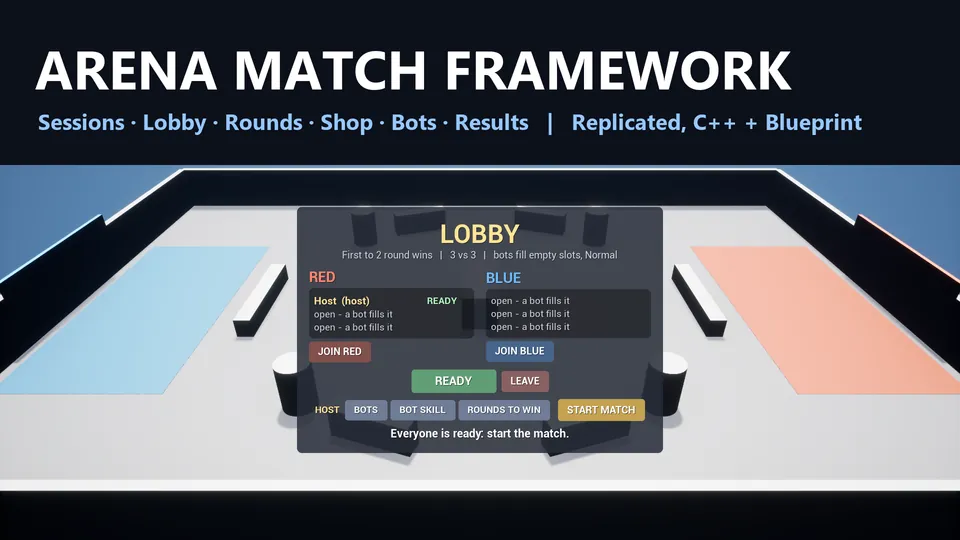 ARENA MATCH FRAMEWORK
Sessions · Lobby · Rounds · Shop · Bots · Results | Replicated, C++ + Blueprint
LOBBY
First to 2 round wins | 3 vs 3 | bots fill empty slots, Normal
RED
Host (host) READY
open - a bot fills it
open - a bot fills it
JOIN RED
BLUE
open - a bot fills it
open - a bot fills it
open - a bot fills it
JOIN BLUE
READY LEAVE
HOST BOTS BOT SKILL ROUNDS TO WIN START MATCH
Everyone is ready: start the match.